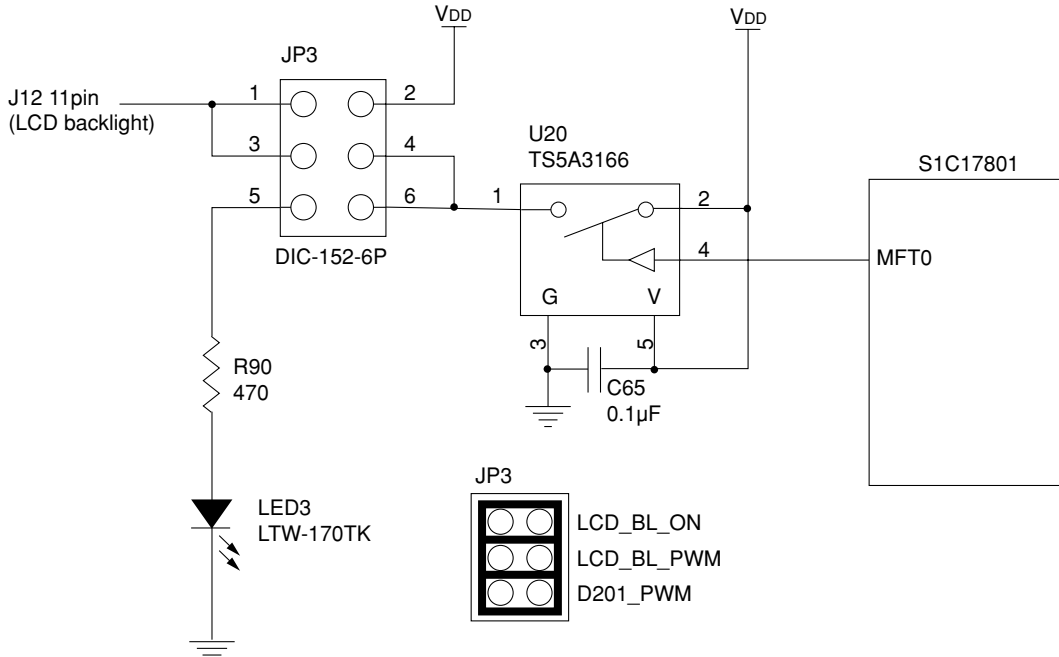 VDD
VDD
JP3
J12 11pin
(LCD backlight)
1
2
3
4
5
6
DIC-152-6P
U20
TS5A3166
1
2
4
G
V
3
5
S1C17801
MFT0
R90
470
C65
0.1µF
LED3
LTW-170TK
JP3
LCD_BL_ON
LCD_BL_PWM
D201_PWM